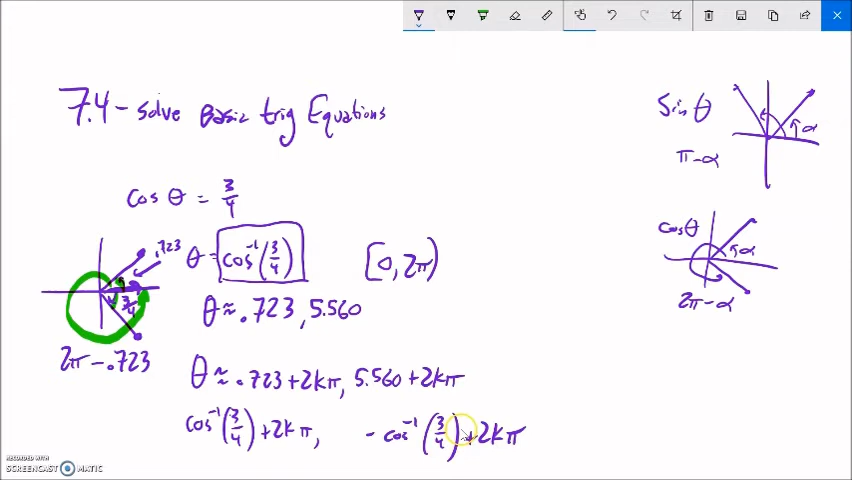 7.4 - Solve Basic trig Equations
cos θ = 3/4
θ = cos⁻¹(3/4)
[0, 2π)
.723
3/4
θ ≈ .723, 5.560
2π - .723
θ ≈ .723 + 2kπ, 5.560 + 2kπ
cos⁻¹(3/4) + 2kπ, - cos⁻¹(3/4) + 2kπ
Sin θ
α
π - α
cos θ
α
2π - α
RECORDED WITH
SCREENCAST MATIC